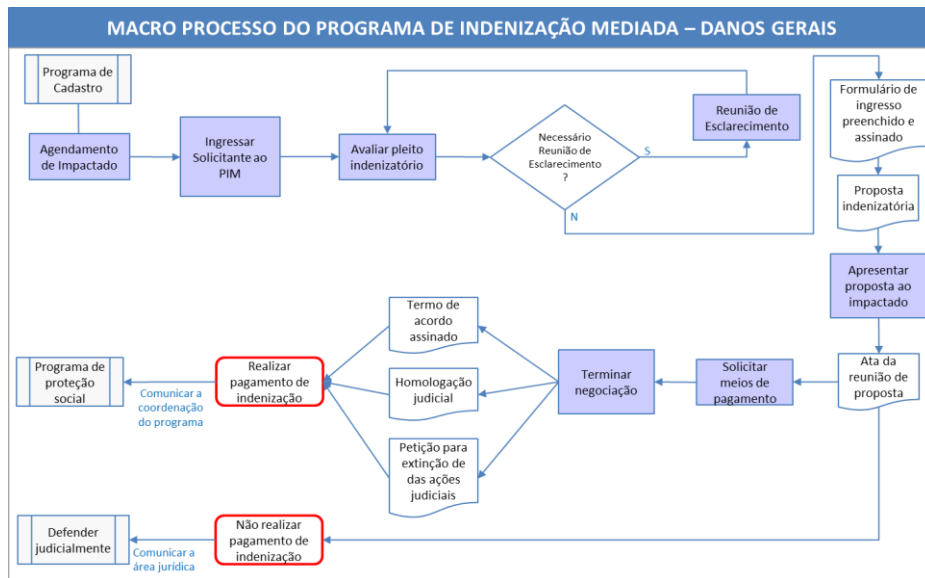 MACRO PROCESSO DO PROGRAMA DE INDENIZAÇÃO MEDIADA – DANOS GERAIS
Programa de
Cadastro
Agendamento
de Impactado
Ingressar
Solicitante ao
PIM
Avaliar pleito
indenizatório
Necessário
Reunião de
Esclarecimento
?
S
N
Reunião de
Esclarecimento
Formulário de
ingresso
preenchido e
assinado
Proposta
indenizatória
Apresentar
proposta ao
impactado
Ata da
reunião de
proposta
Solicitar
meios de
pagamento
Terminar
negociação
Termo de
acordo
assinado
Homologação
judicial
Petição para
extinção de
das ações
judiciais
Realizar
pagamento de
indenização
Comunicar a
coordenação
do programa
Programa de
proteção
social
Não realizar
pagamento de
indenização
Comunicar a
área jurídica
Defender
judicialmente